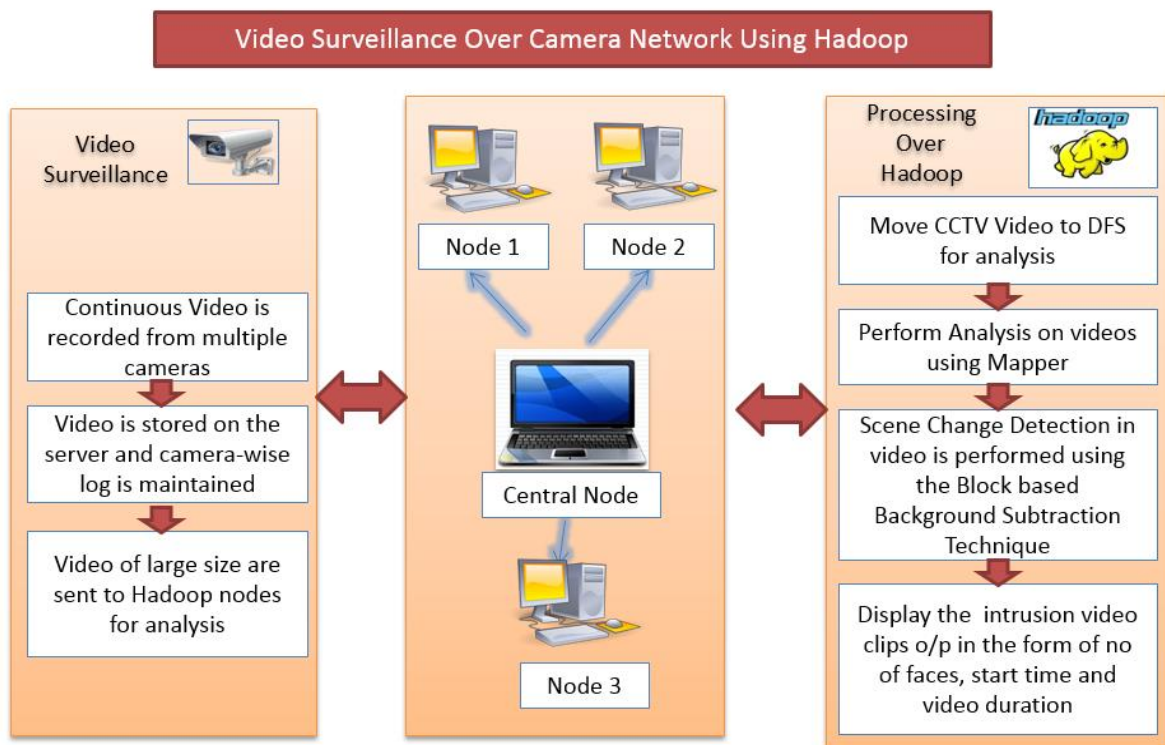 Video Surveillance Over Camera Network Using Hadoop
Video
Surveillance
Continuous Video is
recorded from multiple
cameras
Video is stored on the
server and camera-wise
log is maintained
Video of large size are
sent to Hadoop nodes
for analysis
Node 1
Node 2
Central Node
Node 3
Processing
Over
Hadoop
hadoop
Move CCTV Video to DFS
for analysis
Perform Analysis on videos
using Mapper
Scene Change Detection in
video is performed using
the Block based
Background Subtraction
Technique
Display the intrusion video
clips o/p in the form of no
of faces, start time and
video duration